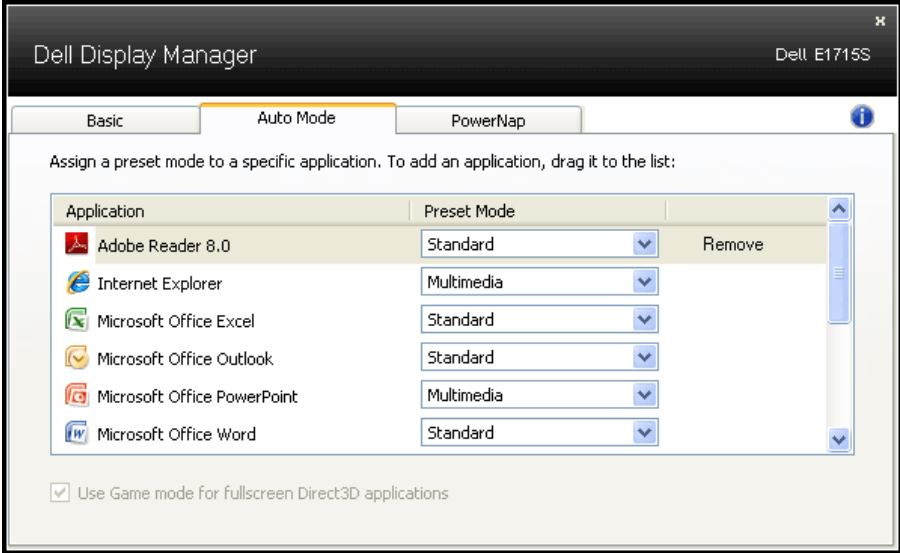 Dell Display Manager
Dell E1715S
Basic
Auto Mode
PowerNap
Assign a preset mode to a specific application. To add an application, drag it to the list:
Application Preset Mode
Adobe Reader 8.0 Standard Remove
Internet Explorer Multimedia
Microsoft Office Excel Standard
Microsoft Office Outlook Standard
Microsoft Office PowerPoint Multimedia
Microsoft Office Word Standard
Use Game mode for fullscreen Direct3D applications